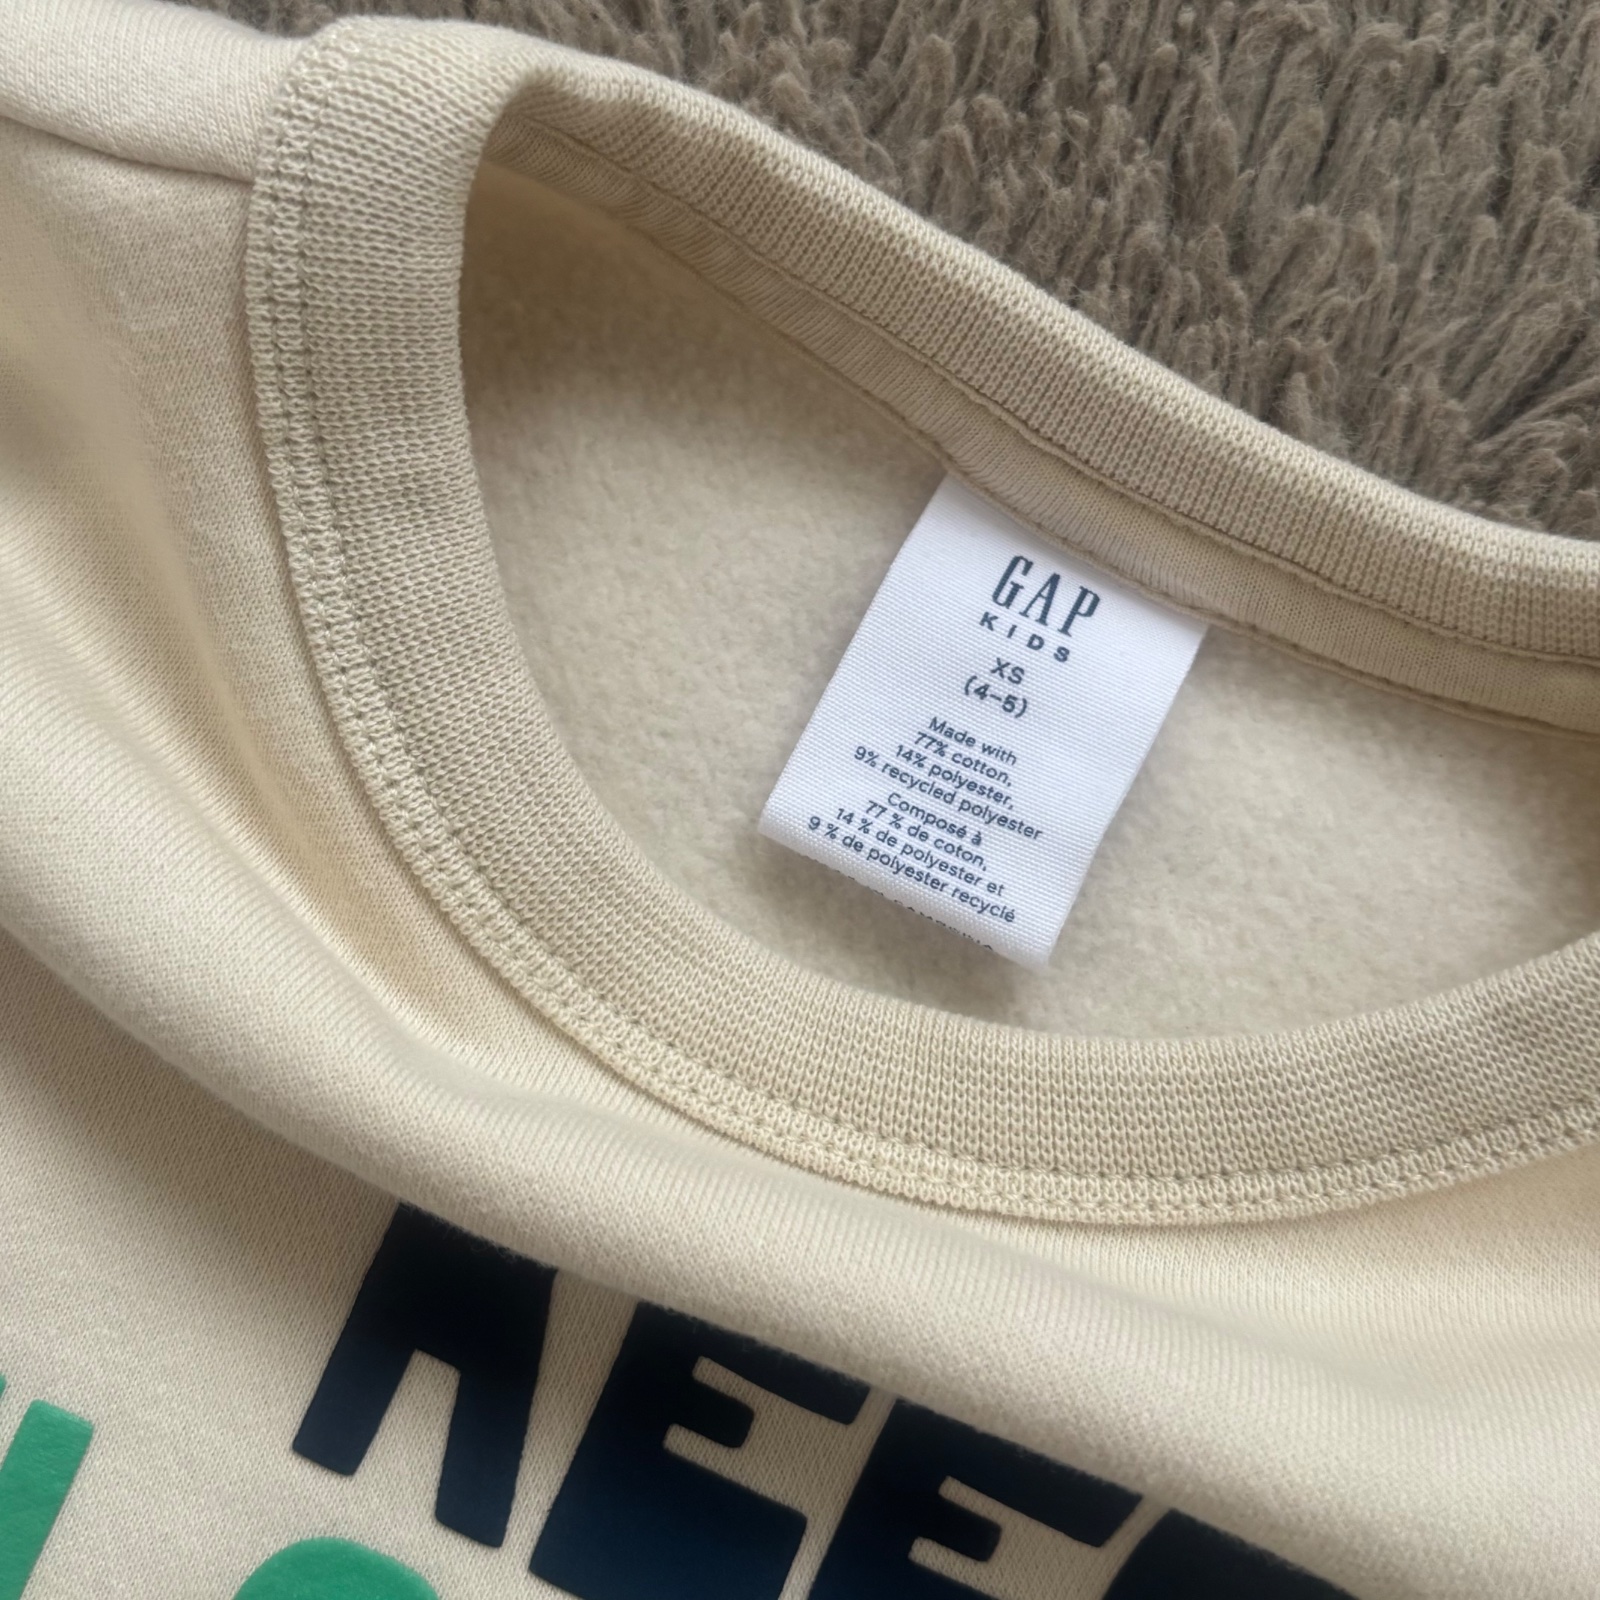 GAP
KIDS
XS
(4-5)
Made with
77% cotton,
14% polyester,
9% recycled polyester
Composé à
77 % de coton,
14 % de polyester et
9 % de polyester recyclé
KEE